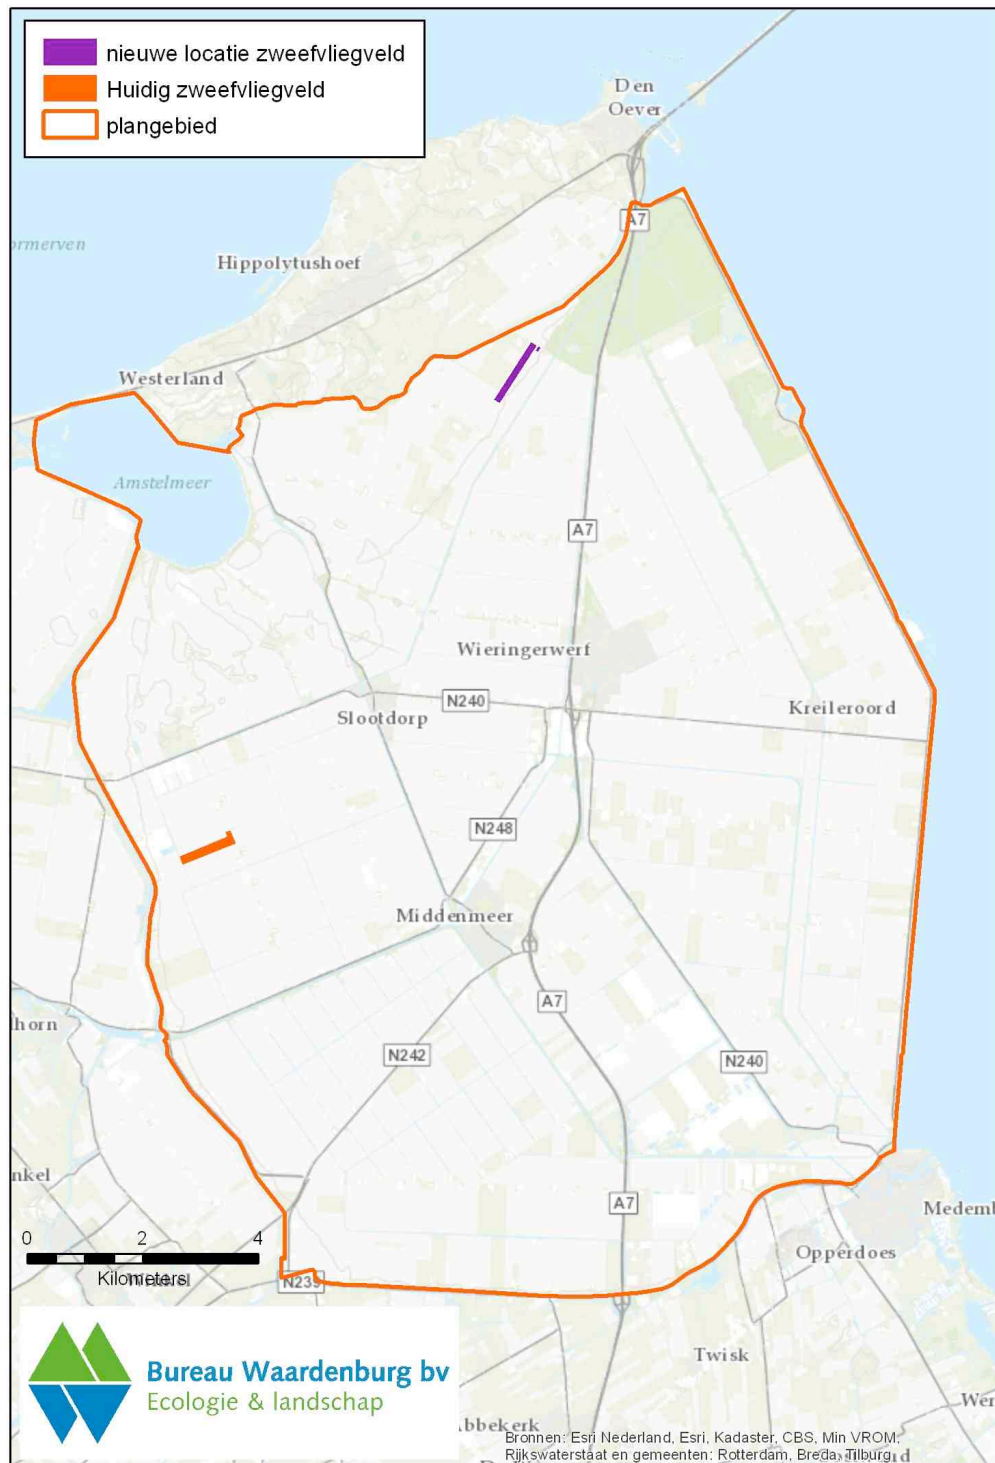 nieuwe locatie zweefvliegveld
Huidig zweefvliegveld
plangebied
Den
Oever
A7
ormerven
Hippolytushoef
Westerland
Amstelmeer
A7
Wieringerwerf
N240
Kreileroord
Slootdorp
N248
Middenmeer
A7
lhorn
N242
N240
nkel
A7
Medemb
0 2 4
Kilometers
Opperdoes
N239
Twisk
Bureau Waardenburg bv
Ecologie & landschap
Wer
bbekerk
Bronnen: Esri Nederland, Esri, Kadaster, CBS, Min VROM,
Rijkswaterstaat en gemeenten: Rotterdam, Breda, Tilburg